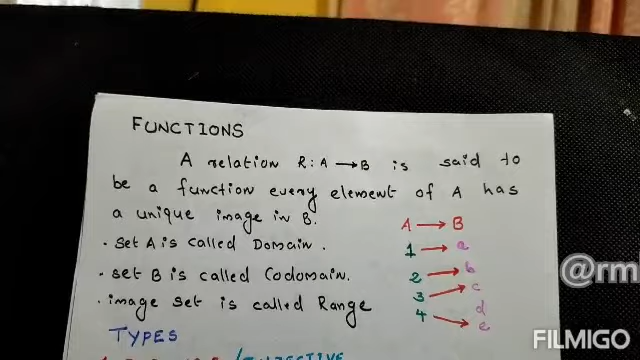 FUNCTIONS
A relation R: A → B is said to
be a function every element of A has
a unique image in B.
A → B
• Set A is called Domain.
1 → a
• set B is called Codomain.
2 → b
3 → c
• image set is called Range
d
4 → e
TYPES
/INJECTIVE
@rm
FILMIGO